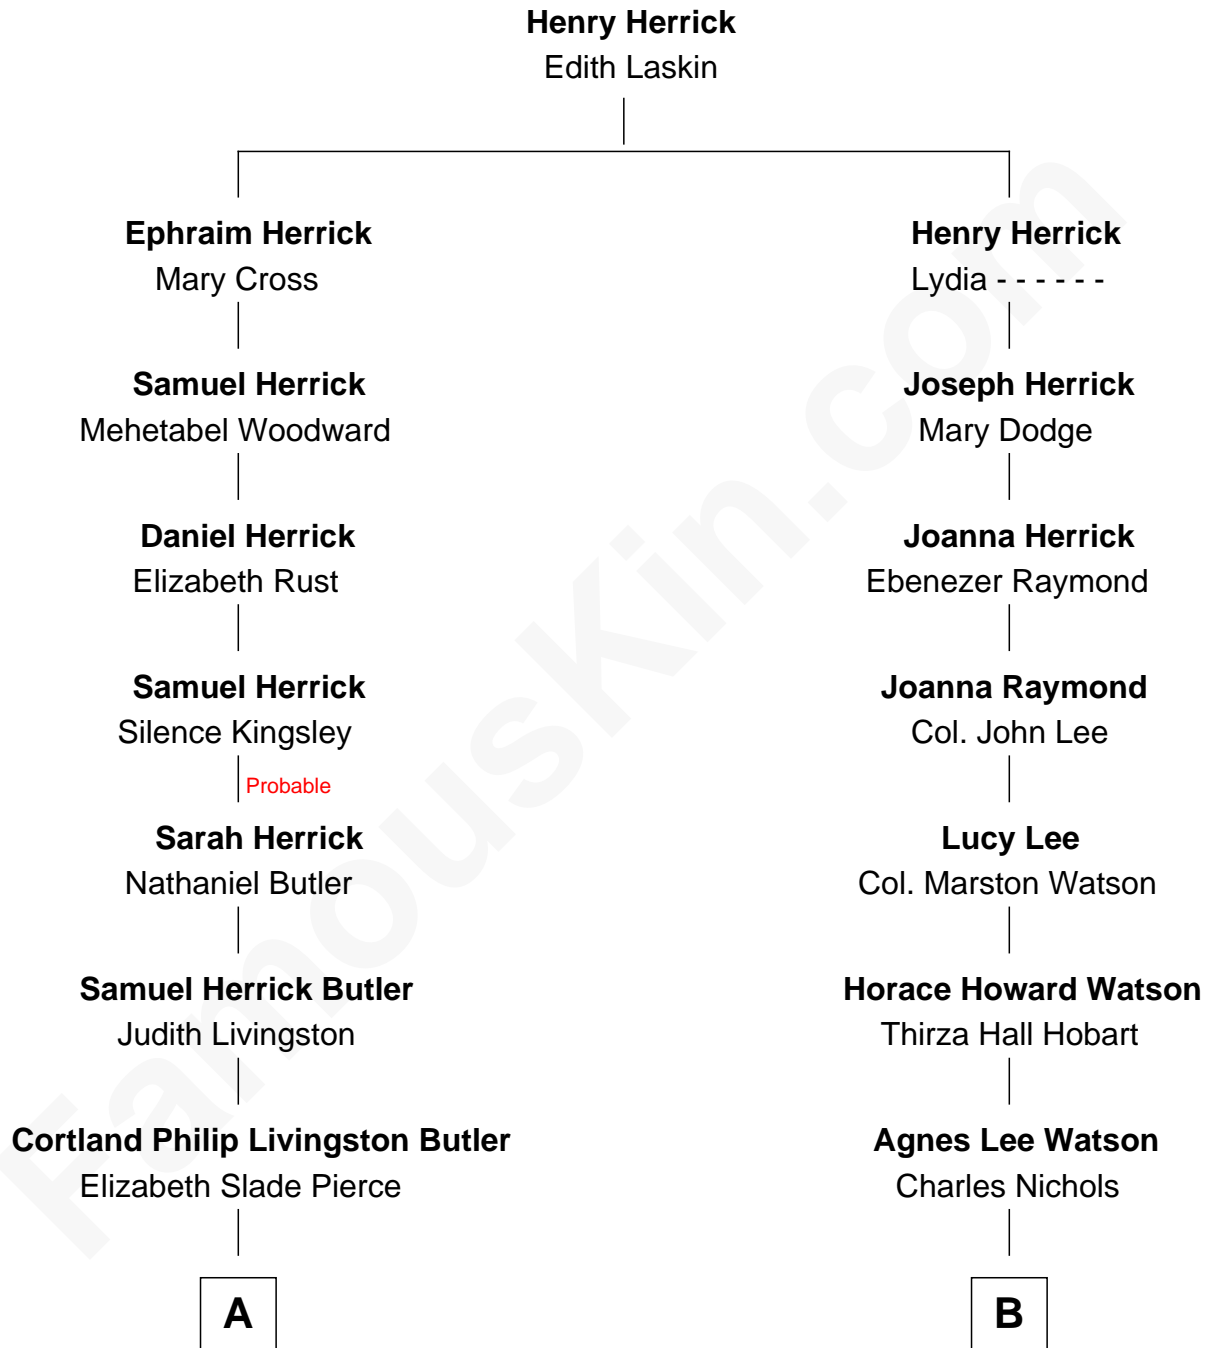 Henry Herrick
Edith Laskin
Ephraim Herrick
Mary Cross
Henry Herrick
Lydia - - - - - -
Samuel Herrick
Mehetabel Woodward
Joseph Herrick
Mary Dodge
Daniel Herrick
Elizabeth Rust
Joanna Herrick
Ebenezer Raymond
Samuel Herrick
Silence Kingsley
Joanna Raymond
Col. John Lee
Probable
Sarah Herrick
Nathaniel Butler
Lucy Lee
Col. Marston Watson
Samuel Herrick Butler
Judith Livingston
Horace Howard Watson
Thirza Hall Hobart
Cortland Philip Livingston Butler
Elizabeth Slade Pierce
Agnes Lee Watson
Charles Nichols
A
B
FamousKin.com